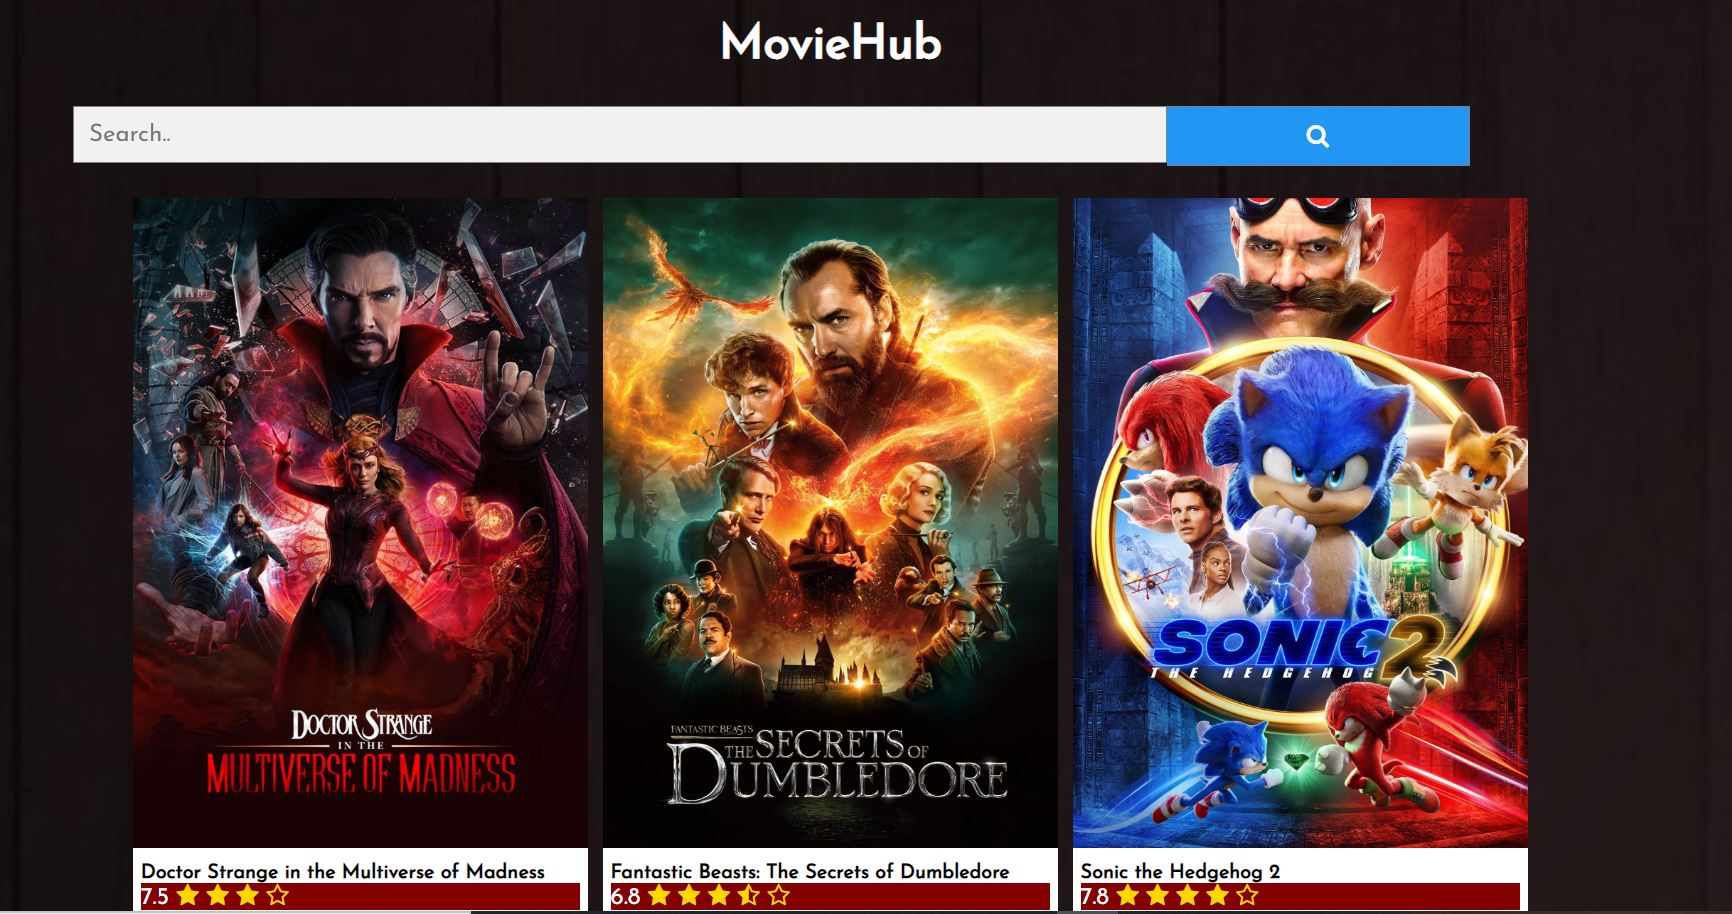 MovieHub
Search..
DOCTOR STRANGE
IN THE
MULTIVERSE OF MADNESS
FANTASTIC BEASTS
THE SECRETS OF
DUMBLEDORE
SONIC 2
THE HEDGEHOG
Doctor Strange in the Multiverse of Madness
7.5
Fantastic Beasts: The Secrets of Dumbledore
6.8
Sonic the Hedgehog 2
7.8